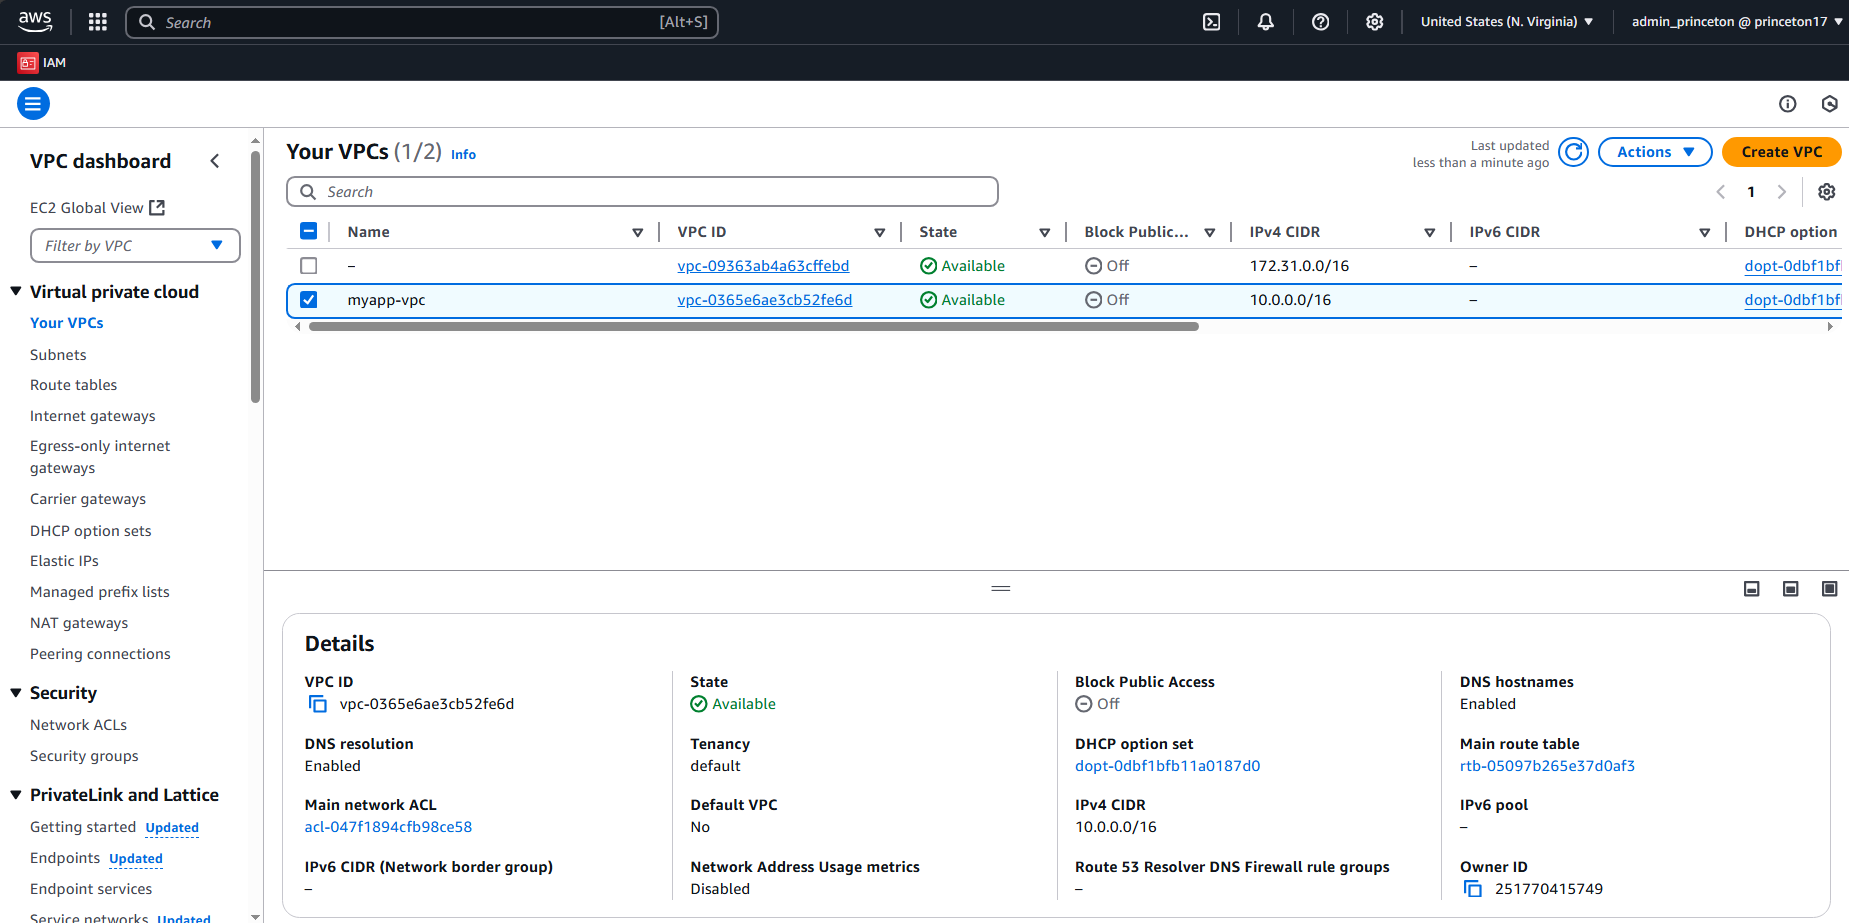 aws
Search [Alt+S]
United States (N. Virginia)
admin_princeton @ princeton17
IAM
VPC dashboard
EC2 Global View
Filter by VPC
Virtual private cloud
Your VPCs
Subnets
Route tables
Internet gateways
Egress-only internet
gateways
Carrier gateways
DHCP option sets
Elastic IPs
Managed prefix lists
NAT gateways
Peering connections
Security
Network ACLs
Security groups
PrivateLink and Lattice
Getting started Updated
Endpoints Updated
Endpoint services
Service networks Updated
Your VPCs (1/2) Info
Last updated
less than a minute ago
Actions
Create VPC
Search
1
Name VPC ID State Block Public... IPv4 CIDR IPv6 CIDR DHCP option
– vpc-09363ab4a63cffebd Available Off 172.31.0.0/16 – dopt-0dbf1bf
myapp-vpc vpc-0365e6ae3cb52fe6d Available Off 10.0.0.0/16 – dopt-0dbf1bf
Details
VPC ID
vpc-0365e6ae3cb52fe6d
State
Available
Block Public Access
Off
DNS hostnames
Enabled
DNS resolution
Enabled
Tenancy
default
DHCP option set
dopt-0dbf1bfb11a0187d0
Main route table
rtb-05097b265e37d0af3
Main network ACL
acl-047f1894cfb98ce58
Default VPC
No
IPv4 CIDR
10.0.0.0/16
IPv6 pool
–
IPv6 CIDR (Network border group)
–
Network Address Usage metrics
Disabled
Route 53 Resolver DNS Firewall rule groups
–
Owner ID
251770415749